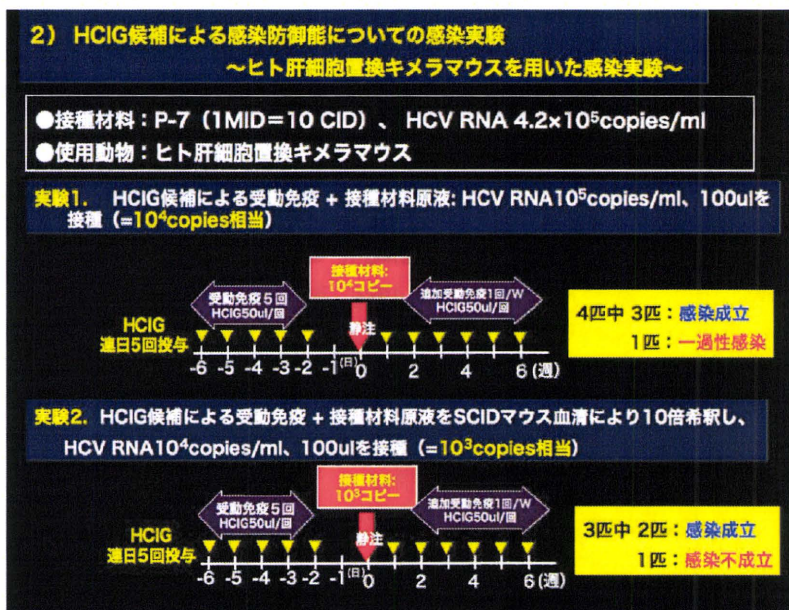 2) HCIG候補による感染防御能についての感染実験
～ヒト肝細胞置換キメラマウスを用いた感染実験～
●接種材料：P-7（1MID＝10 CID）、 HCV RNA 4.2×10⁵copies/ml
●使用動物：ヒト肝細胞置換キメラマウス
実験1. HCIG候補による受動免疫 + 接種材料原液: HCV RNA10⁵copies/ml、100ulを
接種（=10⁴copies相当）
接種材料:
10⁴コピー
受動免疫5回
HCIG50ul/回
追加受動免疫1回/W
HCIG50ul/回
静注
HCIG
連日5回投与
-6 -5 -4 -3 -2 -1 (日) 0 2 4 6 (週)
4匹中 3匹：感染成立
1匹：一過性感染
実験2. HCIG候補による受動免疫 + 接種材料原液をSCIDマウス血清により10倍希釈し、
HCV RNA10⁴copies/ml、100ulを接種（=10³copies相当）
接種材料:
10³コピー
受動免疫5回
HCIG50ul/回
追加受動免疫1回/W
HCIG50ul/回
静注
HCIG
連日5回投与
-6 -5 -4 -3 -2 -1 (日) 0 2 4 6 (週)
3匹中 2匹：感染成立
1匹：感染不成立